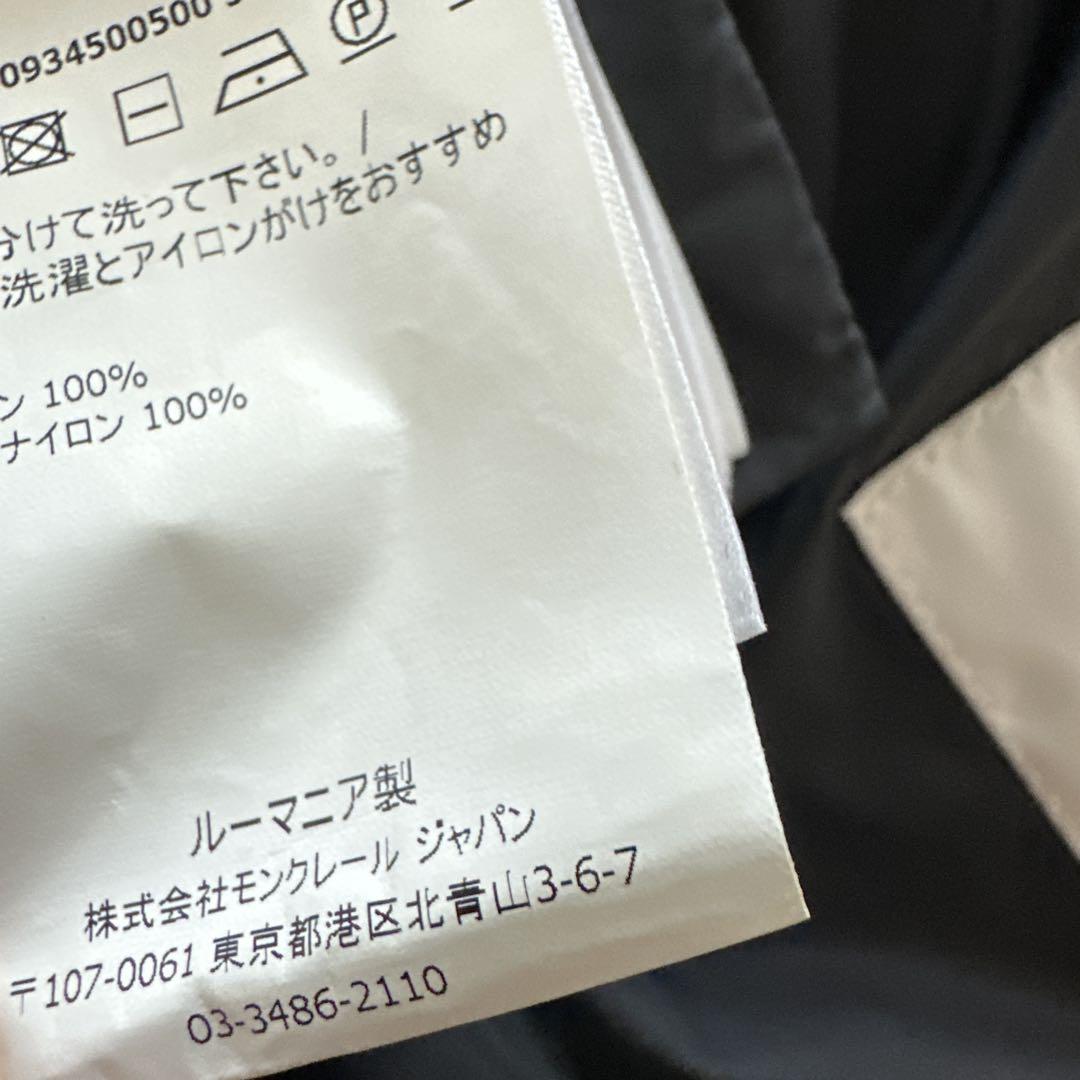 0934500500
P
分けて洗って下さい。/
洗濯とアイロンがけをおすすめ
ン 100%
ナイロン 100%
ルーマニア製
株式会社モンクレール ジャパン
〒107-0061 東京都港区北青山3-6-7
03-3486-2110